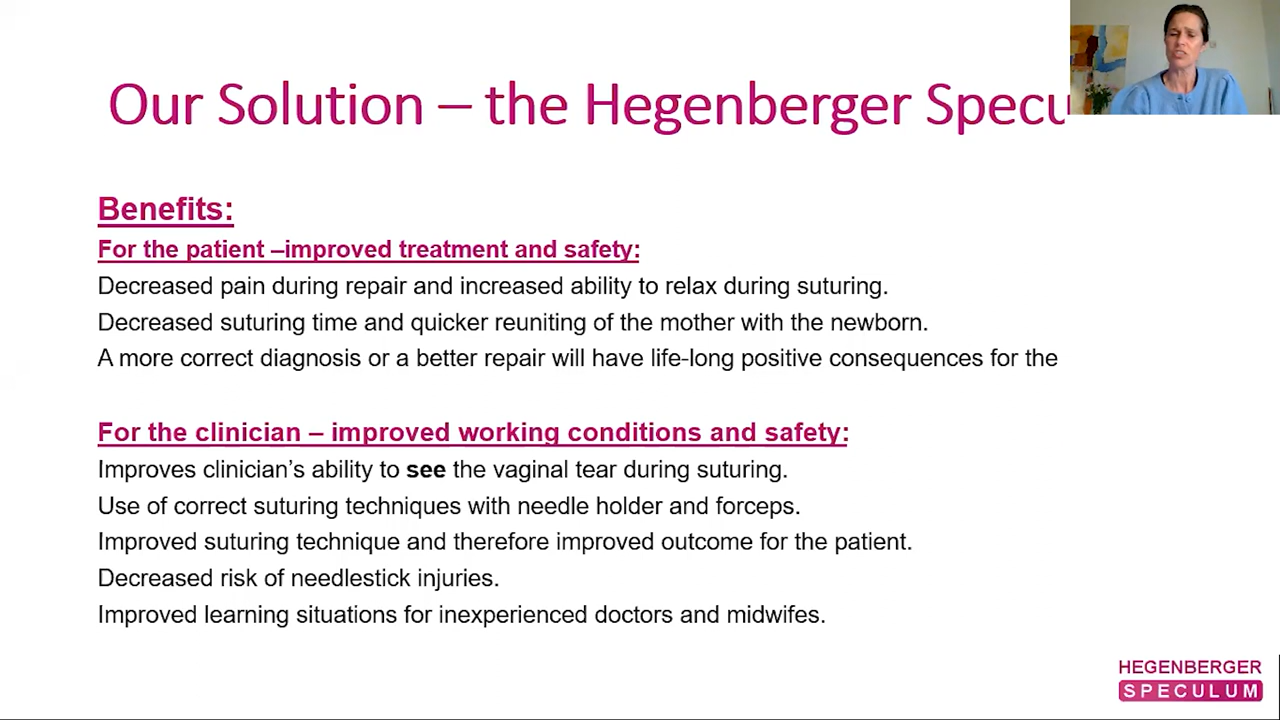 Our Solution – the Hegenberger Specu
Benefits:
For the patient –improved treatment and safety:
Decreased pain during repair and increased ability to relax during suturing.
Decreased suturing time and quicker reuniting of the mother with the newborn.
A more correct diagnosis or a better repair will have life-long positive consequences for the
For the clinician – improved working conditions and safety:
Improves clinician’s ability to see the vaginal tear during suturing.
Use of correct suturing techniques with needle holder and forceps.
Improved suturing technique and therefore improved outcome for the patient.
Decreased risk of needlestick injuries.
Improved learning situations for inexperienced doctors and midwifes.
HEGENBERGER
SPECULUM